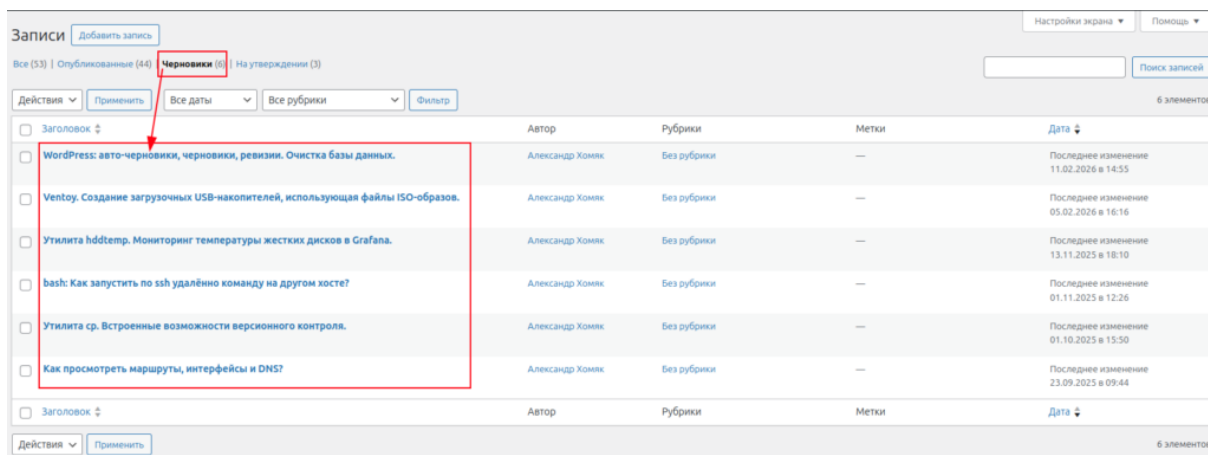 Настройки экрана ▼ Помощь ▼
Записи Добавить запись
Все (53) | Опубликованные (44) | Черновики (6) | На утверждении (3)
Поиск записей
Действия Применить Все даты Все рубрики Фильтр 6 элементов
Заголовок Автор Рубрики Метки Дата
WordPress: авто-черновики, черновики, ревизии. Очистка базы данных. Александр Хомяк Без рубрики — Последнее изменение
11.02.2026 в 14:55
Ventoy. Создание загрузочных USB-накопителей, использующая файлы ISO-образов. Александр Хомяк Без рубрики — Последнее изменение
05.02.2026 в 16:16
Утилита hddtemp. Мониторинг температуры жестких дисков в Grafana. Александр Хомяк Без рубрики — Последнее изменение
13.11.2025 в 18:10
bash: Как запустить по ssh удалённо команду на другом хосте? Александр Хомяк Без рубрики — Последнее изменение
01.11.2025 в 12:26
Утилита cp. Встроенные возможности версионного контроля. Александр Хомяк Без рубрики — Последнее изменение
01.10.2025 в 15:50
Как просмотреть маршруты, интерфейсы и DNS? Александр Хомяк Без рубрики — Последнее изменение
23.09.2025 в 09:44
Заголовок Автор Рубрики Метки Дата
Действия Применить 6 элементов